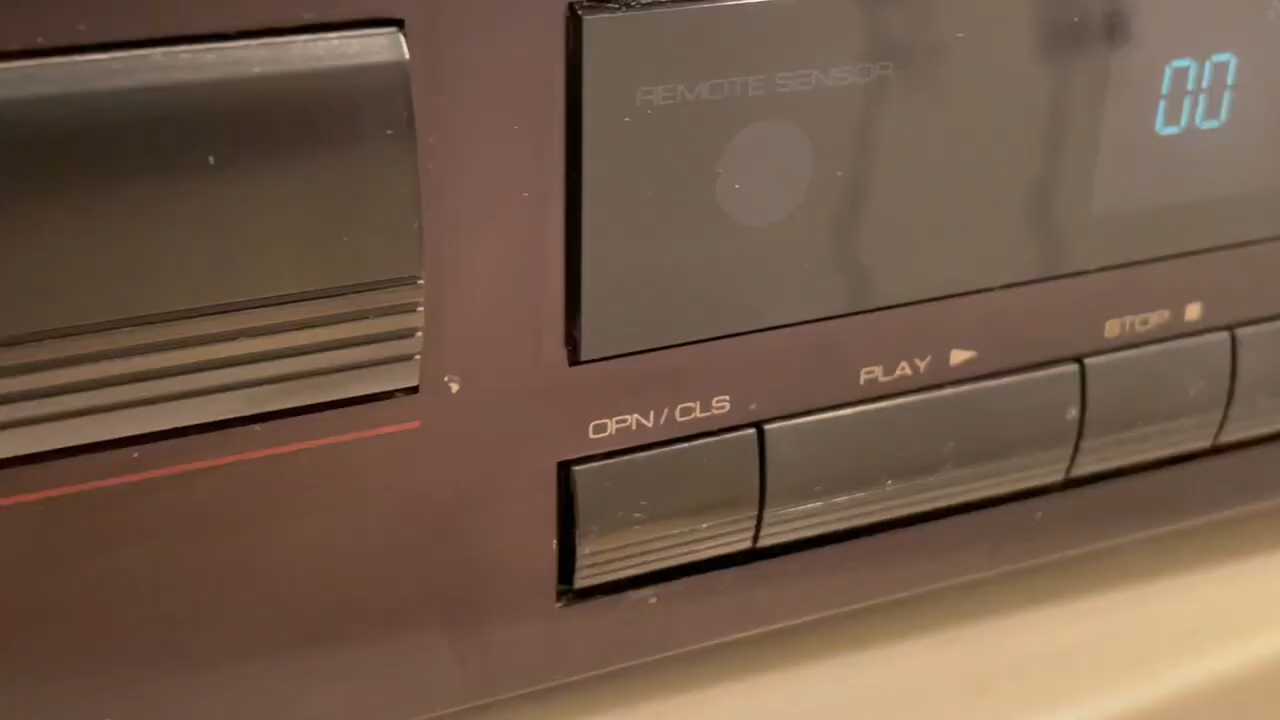 REMOTE SENSOR
00
OPN / CLS
PLAY
STOP